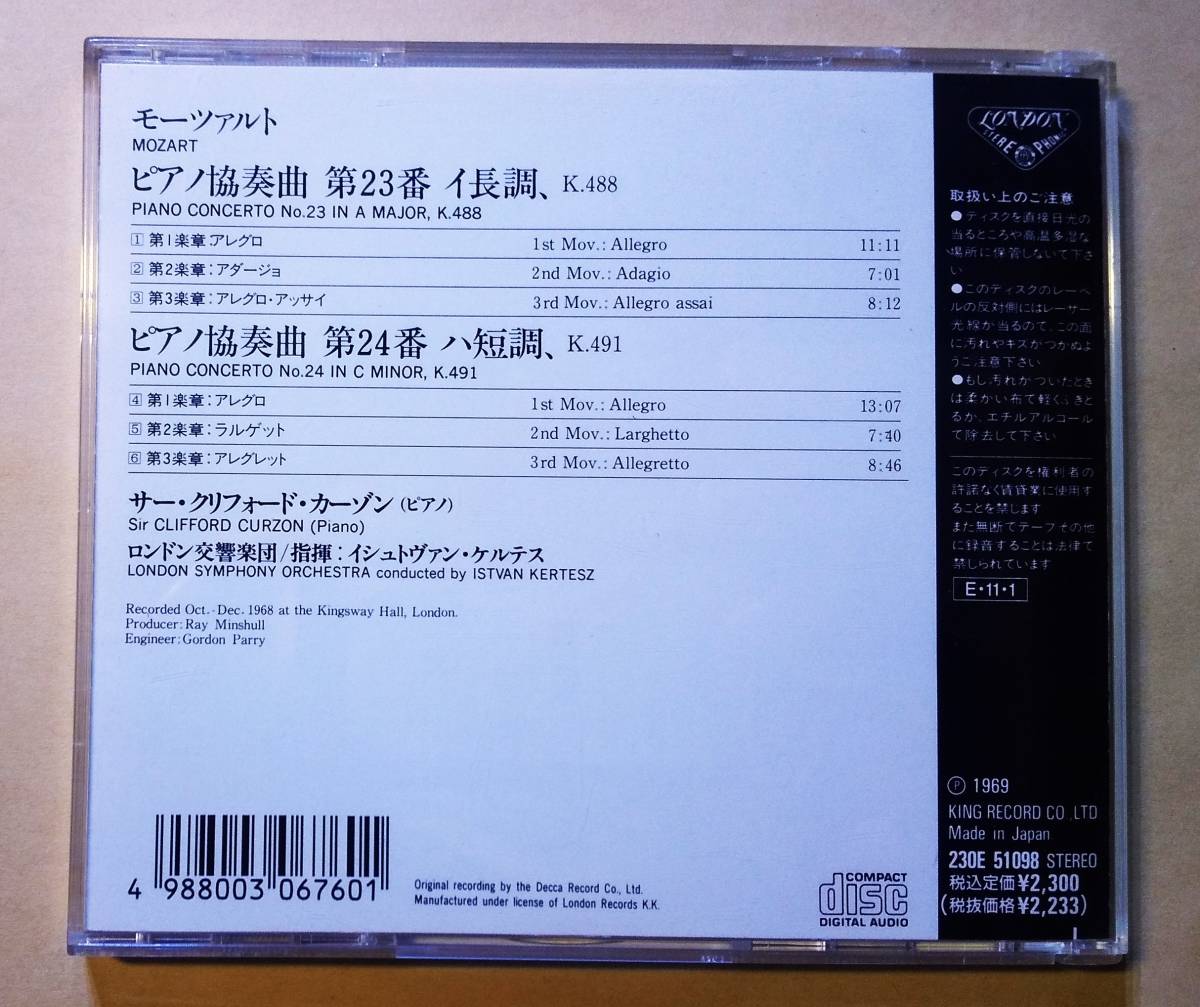 モーツァルト
MOZART
ピアノ協奏曲 第23番 イ長調、K.488
PIANO CONCERTO No.23 IN A MAJOR, K.488
1 第1楽章:アレグロ 1st Mov.: Allegro 11:11
2 第2楽章:アダージョ 2nd Mov.: Adagio 7:01
3 第3楽章:アレグロ・アッサイ 3rd Mov.: Allegro assai 8:12
ピアノ協奏曲 第24番 ハ短調、K.491
PIANO CONCERTO No.24 IN C MINOR, K.491
4 第1楽章:アレグロ 1st Mov.: Allegro 13:07
5 第2楽章:ラルゲット 2nd Mov.: Larghetto 7:40
6 第3楽章:アレグレット 3rd Mov.: Allegretto 8:46
サー・クリフォード・カーゾン(ピアノ)
Sir CLIFFORD CURZON (Piano)
ロンドン交響楽団/指揮:イシュトヴァン・ケルテス
LONDON SYMPHONY ORCHESTRA conducted by ISTVAN KERTESZ
Recorded Oct.-Dec. 1968 at the Kingsway Hall, London.
Producer:Ray Minshull
Engineer:Gordon Parry
4 988003 067601
Original recording by the Decca Record Co., Ltd.
Manufactured under license of London Records K.K.
COMPACT
disc
DIGITAL AUDIO
LONDON
STEREOPHONIC
取扱い上のご注意
●ディスクを直接日光の
当るところや高温多湿な
場所に保管しないで下さ
い
●このディスクのレーベ
ルの反対側にはレーザー
光線が当るので、この面
に汚れやキズがつかぬよ
うご注意下さい
●もし汚れがついたとき
は柔かい布で軽くふきと
るか、エチルアルコール
で除去して下さい
このディスクを権利者の
許諾なく賃貸業に使用す
ることを禁じます
また無断でテープその他
に録音することは法律で
禁じられています
E・11・1
Ⓟ 1969
KING RECORD CO.,LTD
Made in Japan
230E 51098 STEREO
税込定価¥2,300
(税抜価格¥2,233)